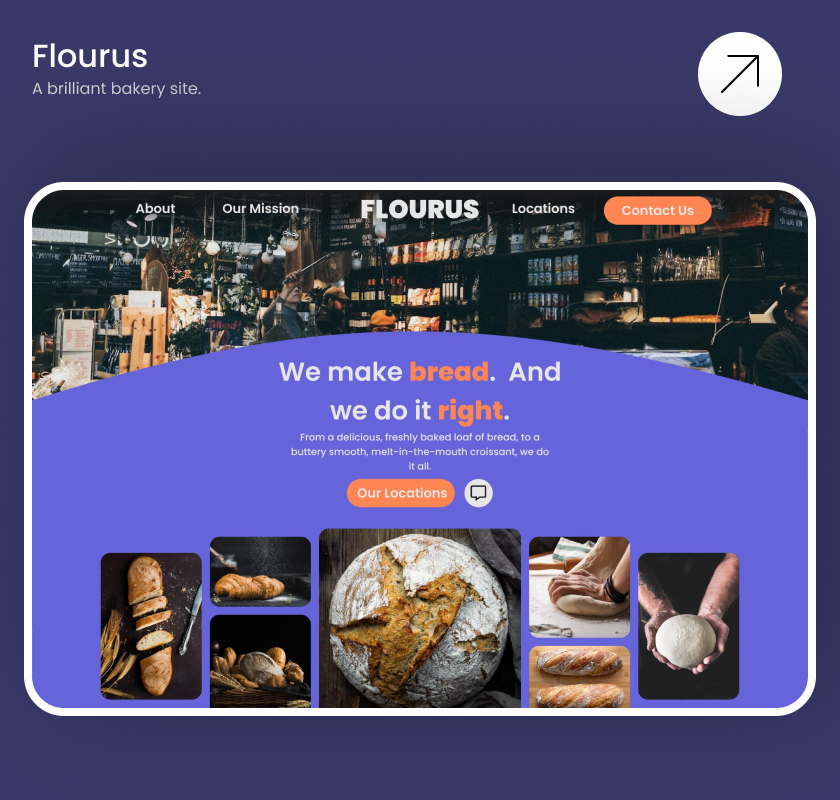 Flourus
A brilliant bakery site.
About Our Mission FLOURUS Locations Contact Us
We make bread. And
we do it right.
From a delicious, freshly baked loaf of bread, to a
buttery smooth, melt-in-the-mouth croissant, we do
it all.
Our Locations